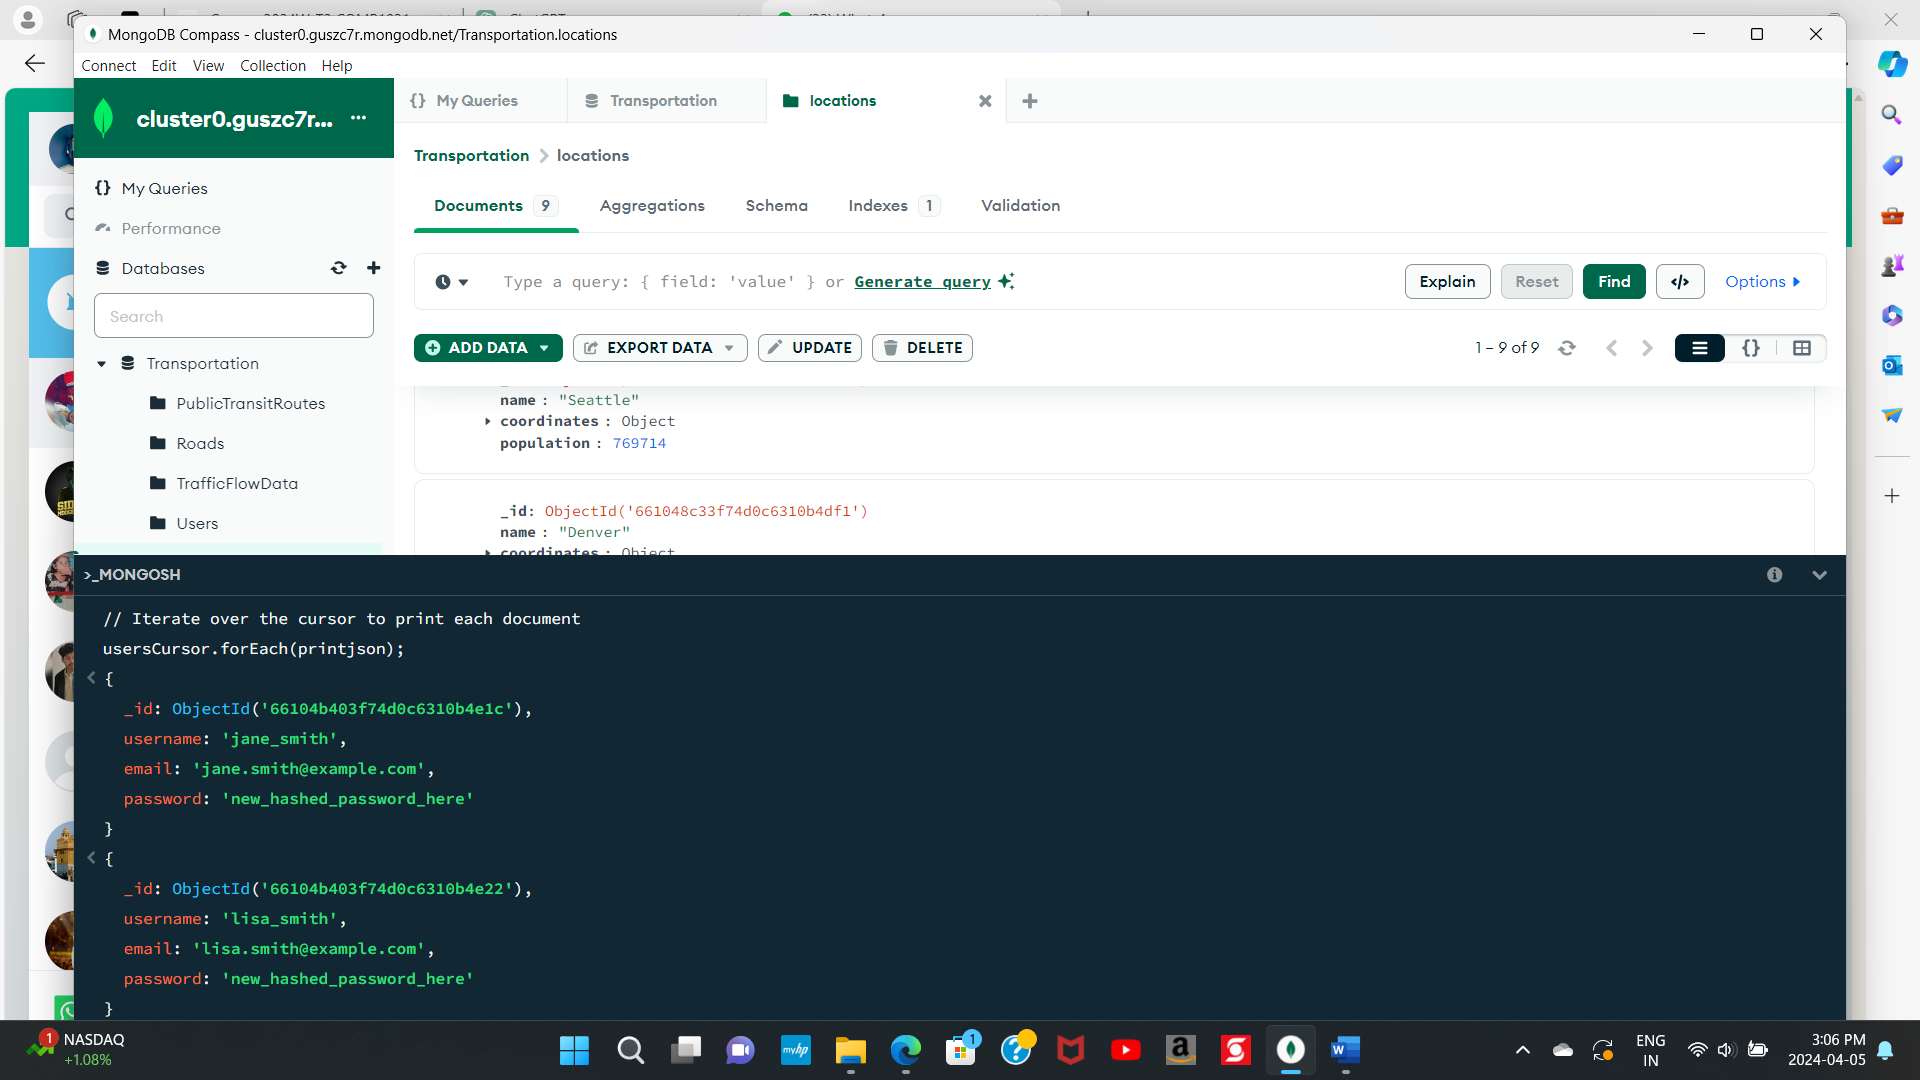 MongoDB Compass - cluster0.guszc7r.mongodb.net/Transportation.locations
Connect Edit View Collection Help
cluster0.guszc7r...
{} My Queries
Transportation
locations
Transportation > locations
My Queries
Performance
Databases
Search
Transportation
PublicTransitRoutes
Roads
TrafficFlowData
Users
Documents 9
Aggregations
Schema
Indexes 1
Validation
Type a query: { field: 'value' } or Generate query
Explain
Reset
Find
</>
Options
ADD DATA
EXPORT DATA
UPDATE
DELETE
1 – 9 of 9
{}
name : "Seattle"
coordinates : Object
population : 769714
_id: ObjectId('661048c33f74d0c6310b4df1')
name : "Denver"
coordinates : Object
>_MONGOSH
// Iterate over the cursor to print each document
usersCursor.forEach(printjson);
< {
_id: ObjectId('66104b403f74d0c6310b4e1c'),
username: 'jane_smith',
email: 'jane.smith@example.com',
password: 'new_hashed_password_here'
}
< {
_id: ObjectId('66104b403f74d0c6310b4e22'),
username: 'lisa_smith',
email: 'lisa.smith@example.com',
password: 'new_hashed_password_here'
}
1
NASDAQ
+1.08%
myhp
1
ENG
IN
3:06 PM
2024-04-05